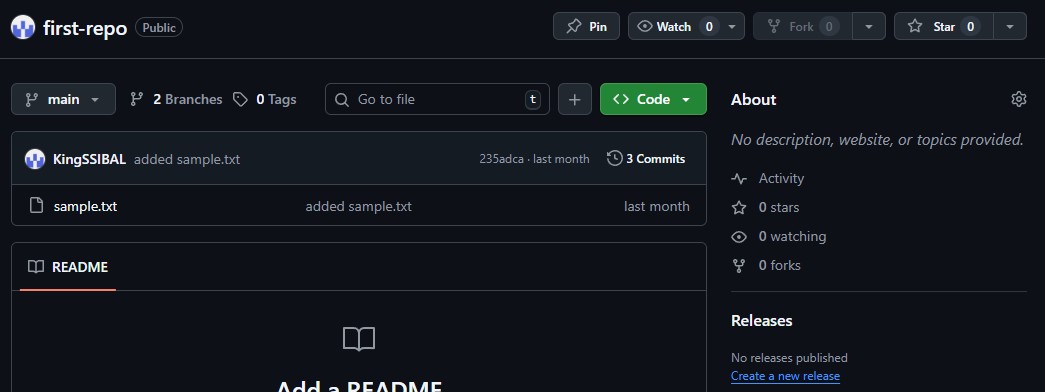 first-repo Public Pin Watch 0 Fork 0 Star 0
main 2 Branches 0 Tags Go to file t Code
KingSSIBAL added sample.txt 235adca · last month 3 Commits
sample.txt added sample.txt last month
README
Add a README
About
No description, website, or topics provided.
Activity
0 stars
0 watching
0 forks
Releases
No releases published
Create a new release